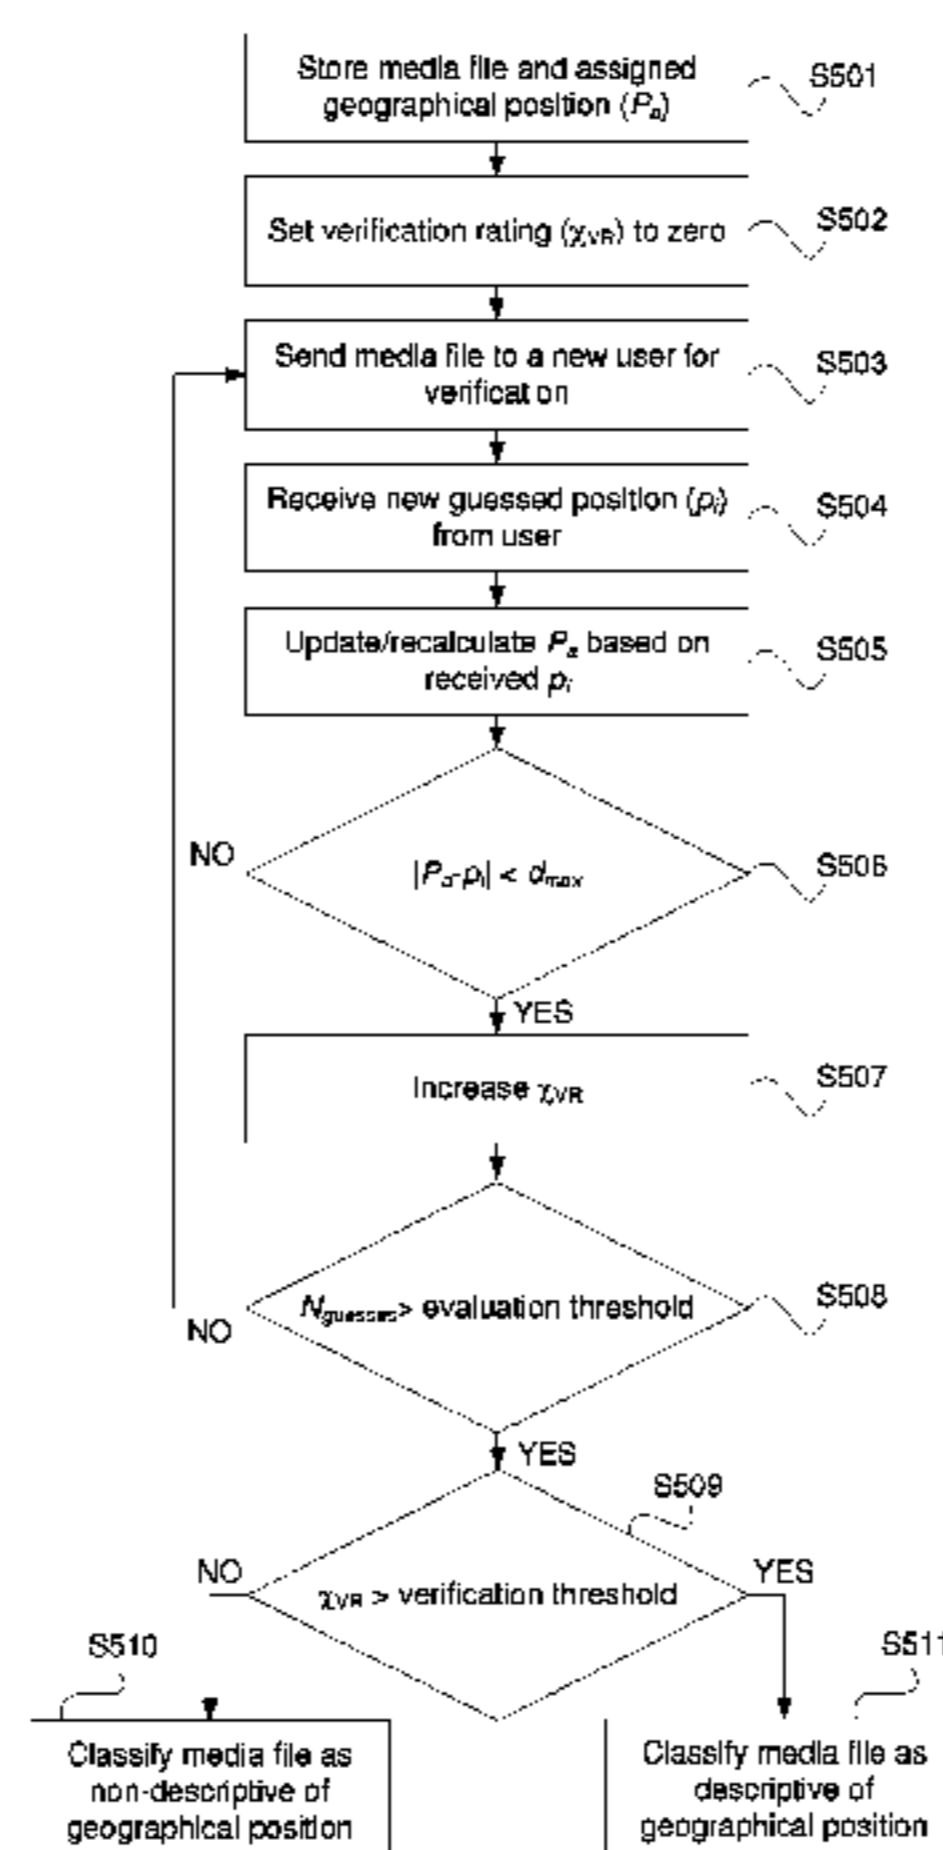 Store media file and assigned
geographical position (Pa)
S501
Set verification rating (χVR) to zero
S502
Send media file to a new user for
verification
S503
Receive new guessed position (pi)
from user
S504
Update/recalculate Pa based on
received pi
S505
NO
|Pa-pi| < dmax
S506
YES
Increase χVR
S507
Nguesses> evaluation threshold
S508
NO
YES
S509
NO
χVR > verification threshold
YES
S510
S511
Classify media file as
non-descriptive of
geographical position
Classify media file as
descriptive of
geographical position